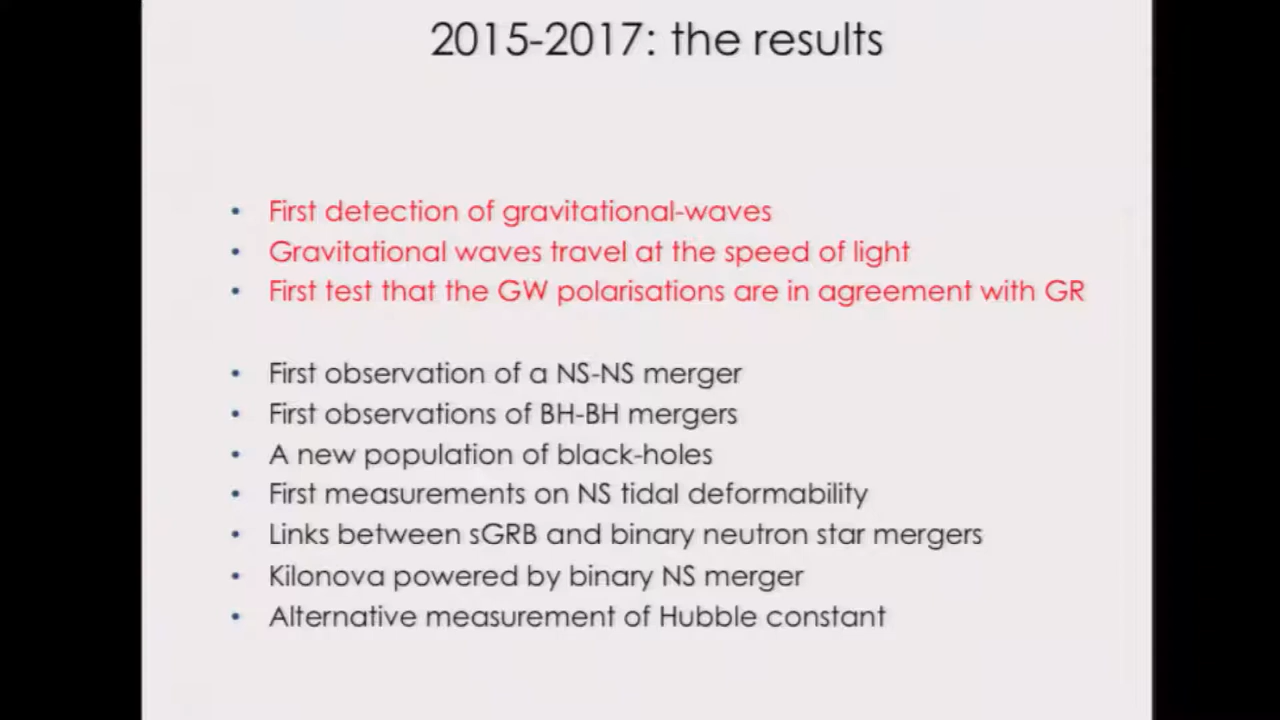 2015-2017: the results
• First detection of gravitational-waves
• Gravitational waves travel at the speed of light
• First test that the GW polarisations are in agreement with GR
• First observation of a NS-NS merger
• First observations of BH-BH mergers
• A new population of black-holes
• First measurements on NS tidal deformability
• Links between sGRB and binary neutron star mergers
• Kilonova powered by binary NS merger
• Alternative measurement of Hubble constant